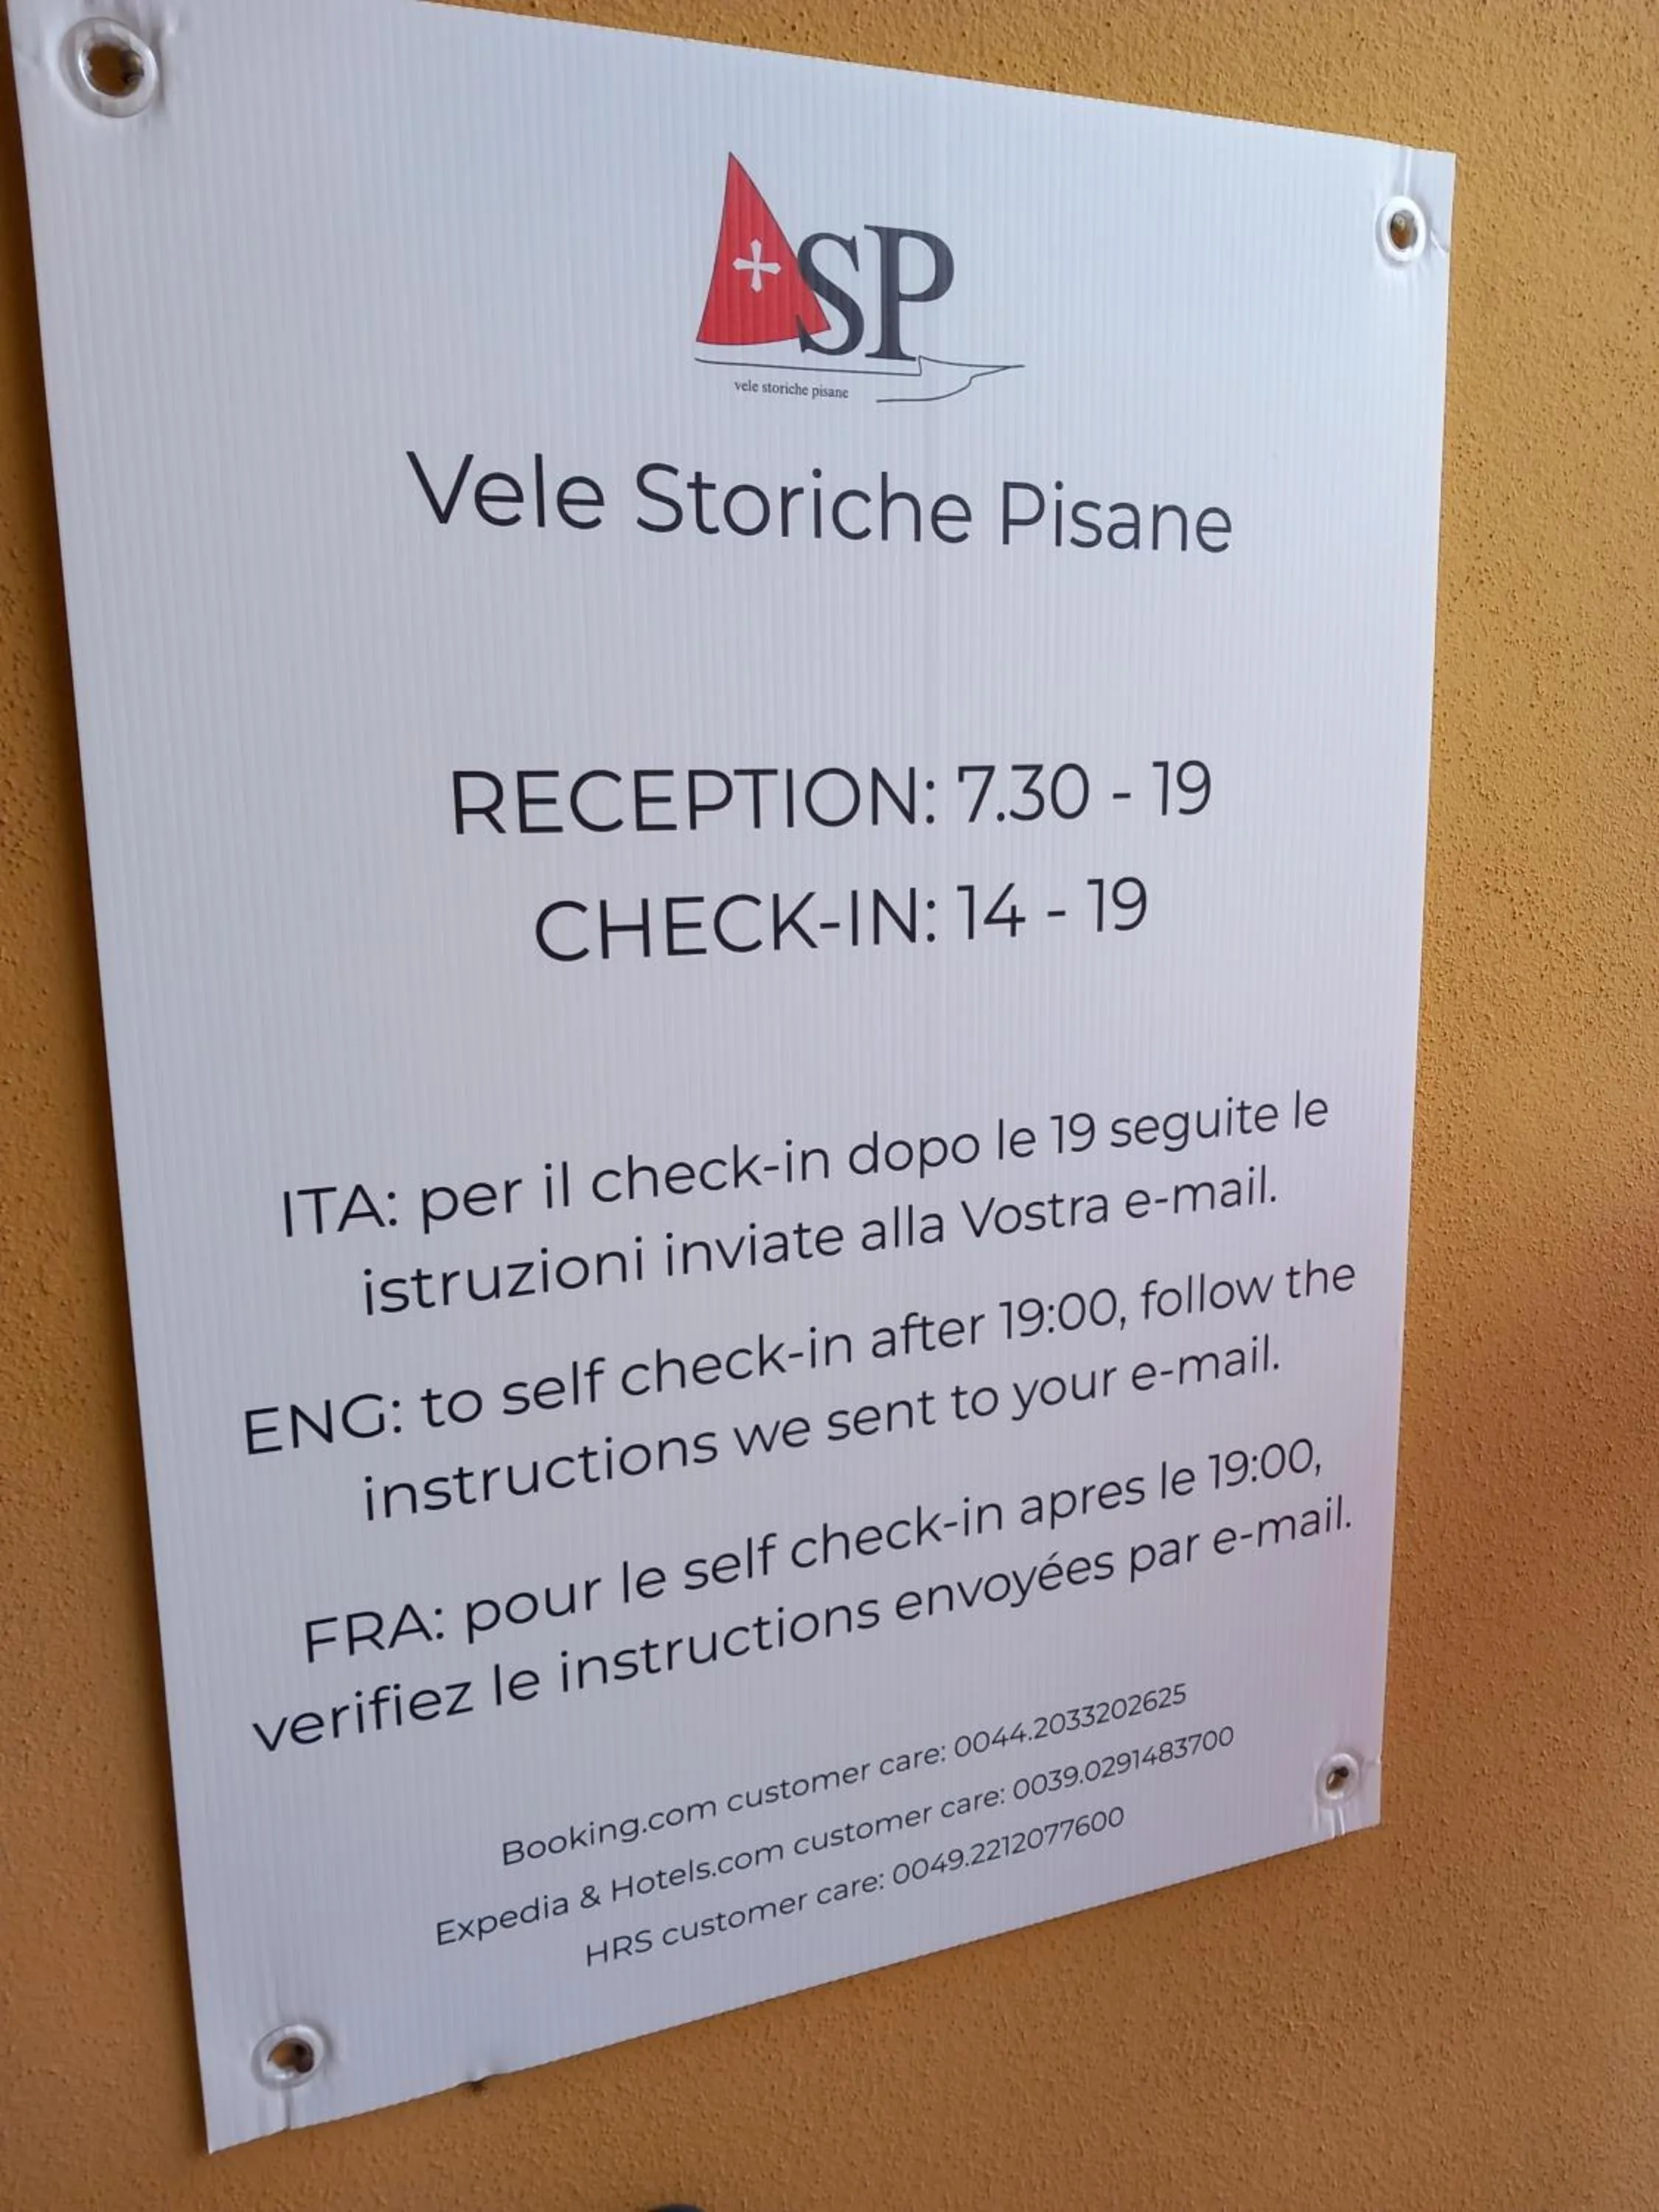 SP
vele storiche pisane
Vele Storiche Pisane
RECEPTION: 7.30 - 19
CHECK-IN: 14 - 19
ITA: per il check-in dopo le 19 seguite le
istruzioni inviate alla Vostra e-mail.
ENG: to self check-in after 19:00, follow the
instructions we sent to your e-mail.
FRA: pour le self check-in apres le 19:00,
verifiez le instructions envoyées par e-mail.
Booking.com customer care: 0044.2033202625
Expedia & Hotels.com customer care: 0039.0291483700
HRS customer care: 0049.2212077600